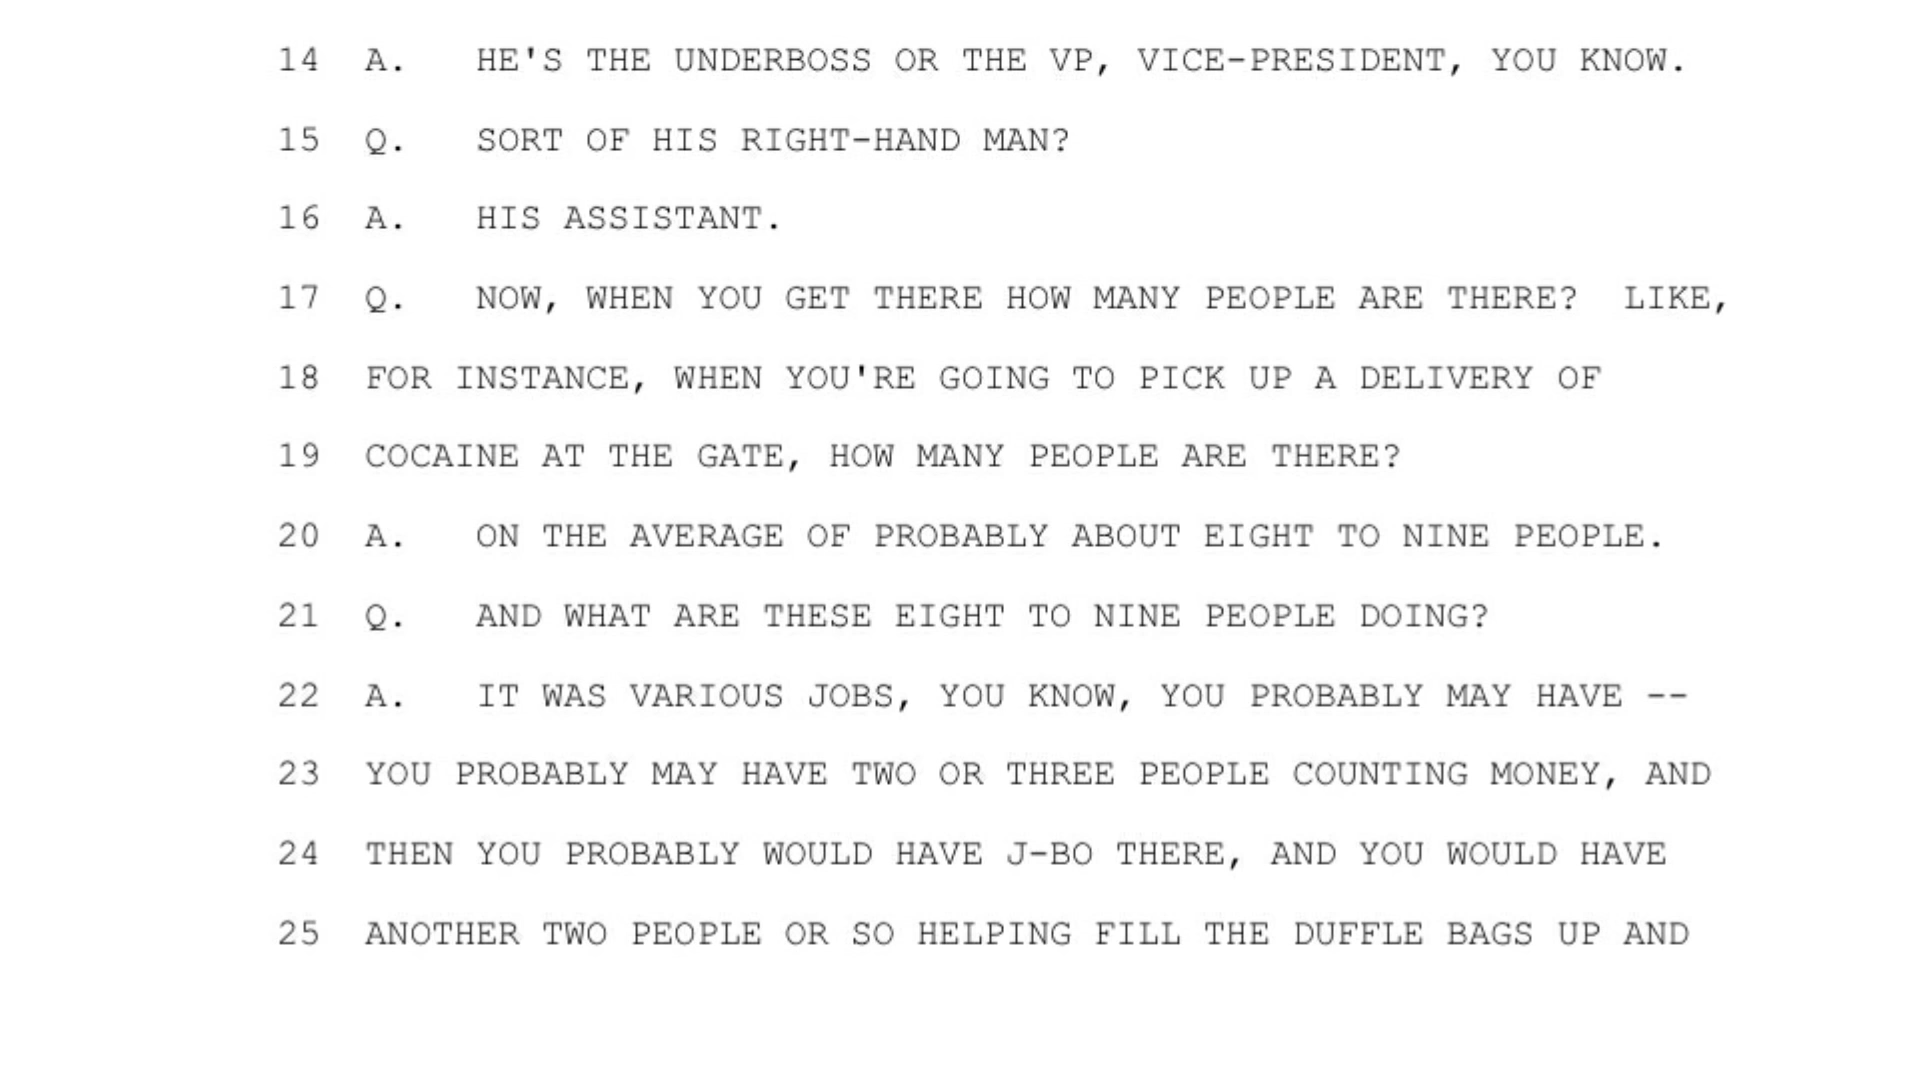 14 A. HE'S THE UNDERBOSS OR THE VP, VICE-PRESIDENT, YOU KNOW.
15 Q. SORT OF HIS RIGHT-HAND MAN?
16 A. HIS ASSISTANT.
17 Q. NOW, WHEN YOU GET THERE HOW MANY PEOPLE ARE THERE? LIKE,
18 FOR INSTANCE, WHEN YOU'RE GOING TO PICK UP A DELIVERY OF
19 COCAINE AT THE GATE, HOW MANY PEOPLE ARE THERE?
20 A. ON THE AVERAGE OF PROBABLY ABOUT EIGHT TO NINE PEOPLE.
21 Q. AND WHAT ARE THESE EIGHT TO NINE PEOPLE DOING?
22 A. IT WAS VARIOUS JOBS, YOU KNOW, YOU PROBABLY MAY HAVE --
23 YOU PROBABLY MAY HAVE TWO OR THREE PEOPLE COUNTING MONEY, AND
24 THEN YOU PROBABLY WOULD HAVE J-BO THERE, AND YOU WOULD HAVE
25 ANOTHER TWO PEOPLE OR SO HELPING FILL THE DUFFLE BAGS UP AND